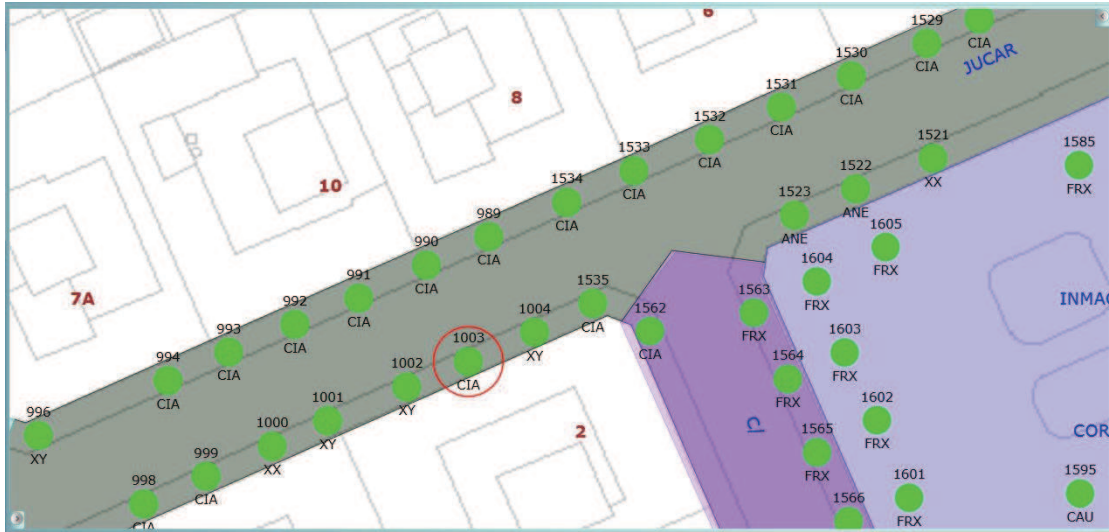 6
1529
CIA
CIA
JUCAR
1530
CIA
1531
CIA
8
1532
CIA
1521
XX
1585
FRX
1533
CIA
1522
ANE
10
1534
CIA
1523
ANE
989
CIA
1605
FRX
990
CIA
1604
FRX
991
CIA
7A
1535
CIA
1563
FRX
INMAC
992
CIA
1004
XY
1562
CIA
993
CIA
1003
CIA
1603
FRX
994
CIA
1002
XY
1564
FRX
1001
XY
1602
FRX
996
XY
1000
XX
2
C/
COR
1565
FRX
999
CIA
998
CIA
1566
1601
FRX
1595
CAU